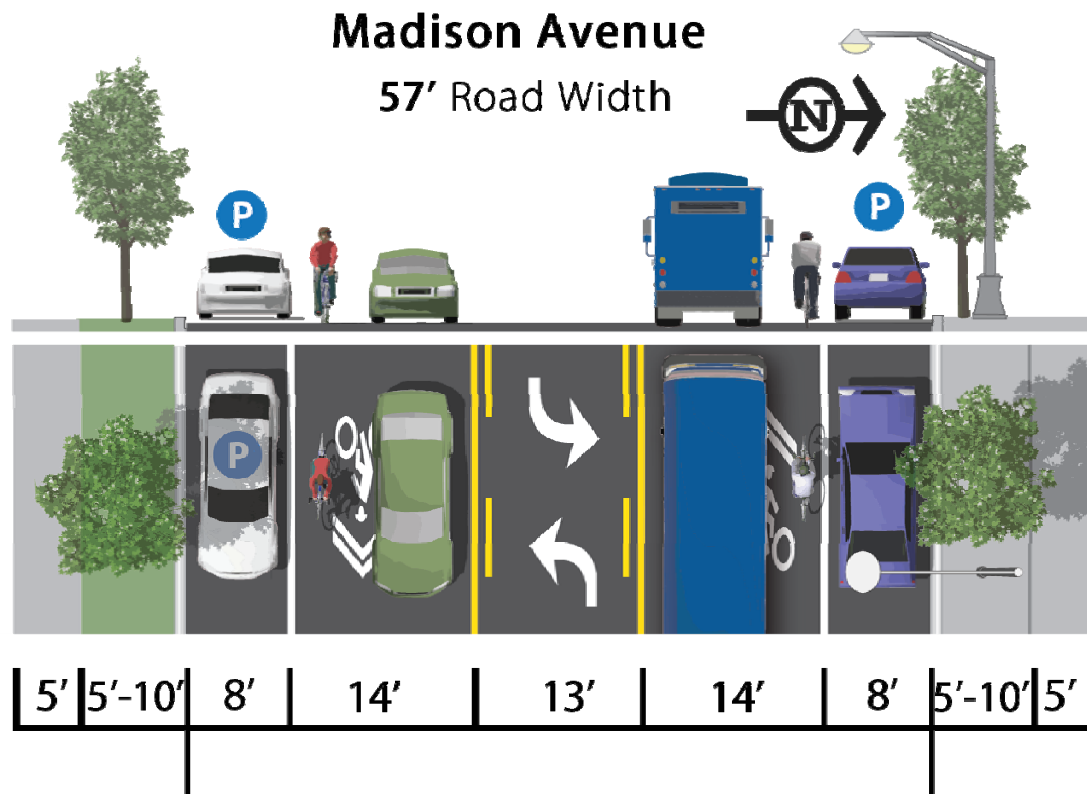 Madison Avenue
57′ Road Width
N
P
P
P
5′ 5′-10′ 8′ 14′ 13′ 14′ 8′ 5′-10′ 5′